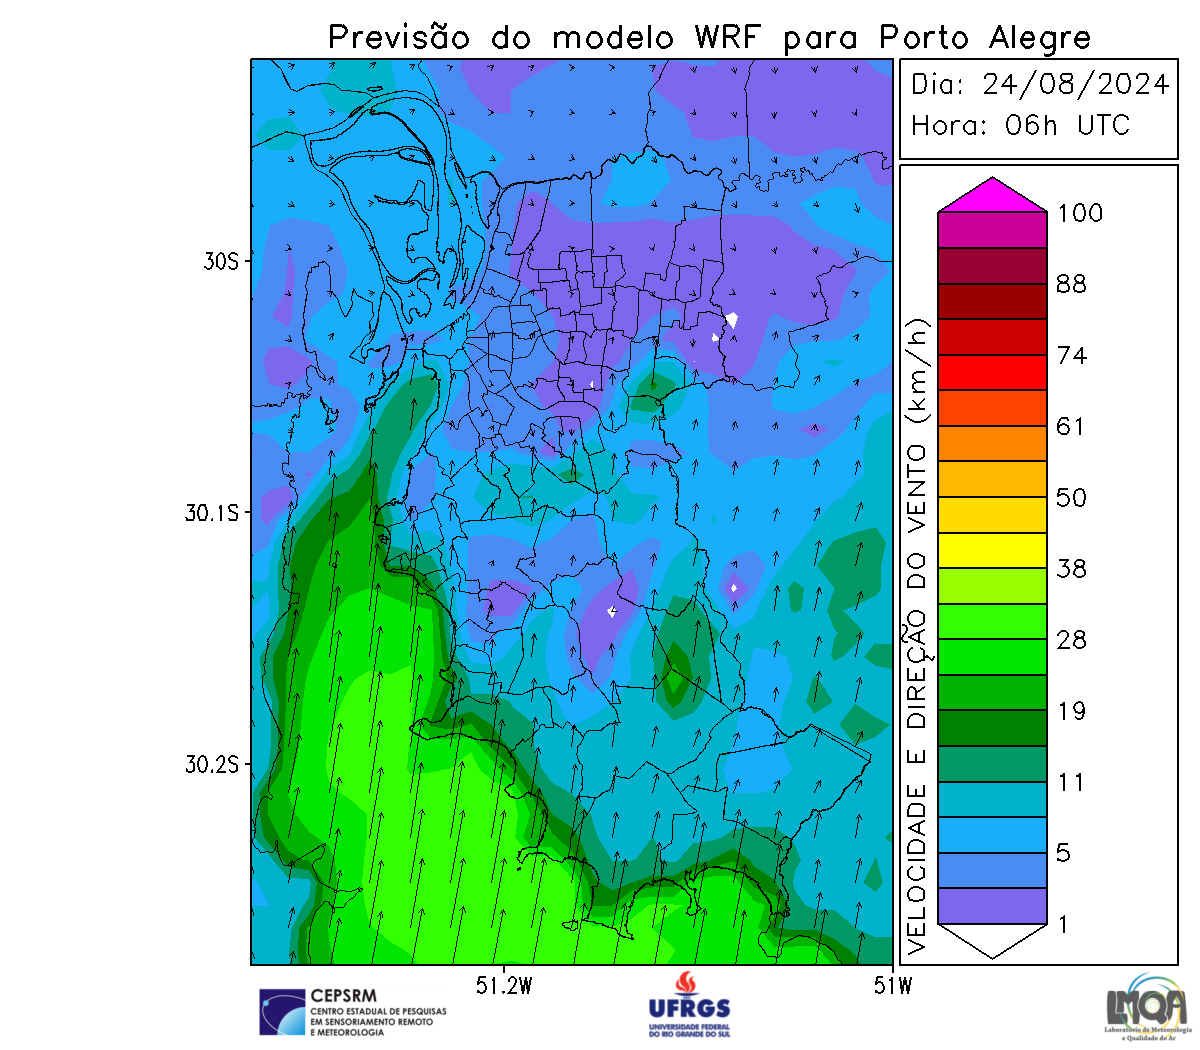 Previsão do modelo WRF para Porto Alegre
Dia: 24/08/2024
Hora: 06h UTC
100
88
74
61
50
38
28
19
11
5
1
VELOCIDADE E DIREÇÃO DO VENTO (km/h)
30S
30.1S
30.2S
51.2W
51W
CEPSRM
CENTRO ESTADUAL DE PESQUISAS
EM SENSORIAMENTO REMOTO
E METEOROLOGIA
UFRGS
UNIVERSIDADE FEDERAL
DO RIO GRANDE DO SUL
LMQA
Laboratório de Meteorologia
e Qualidade do Ar